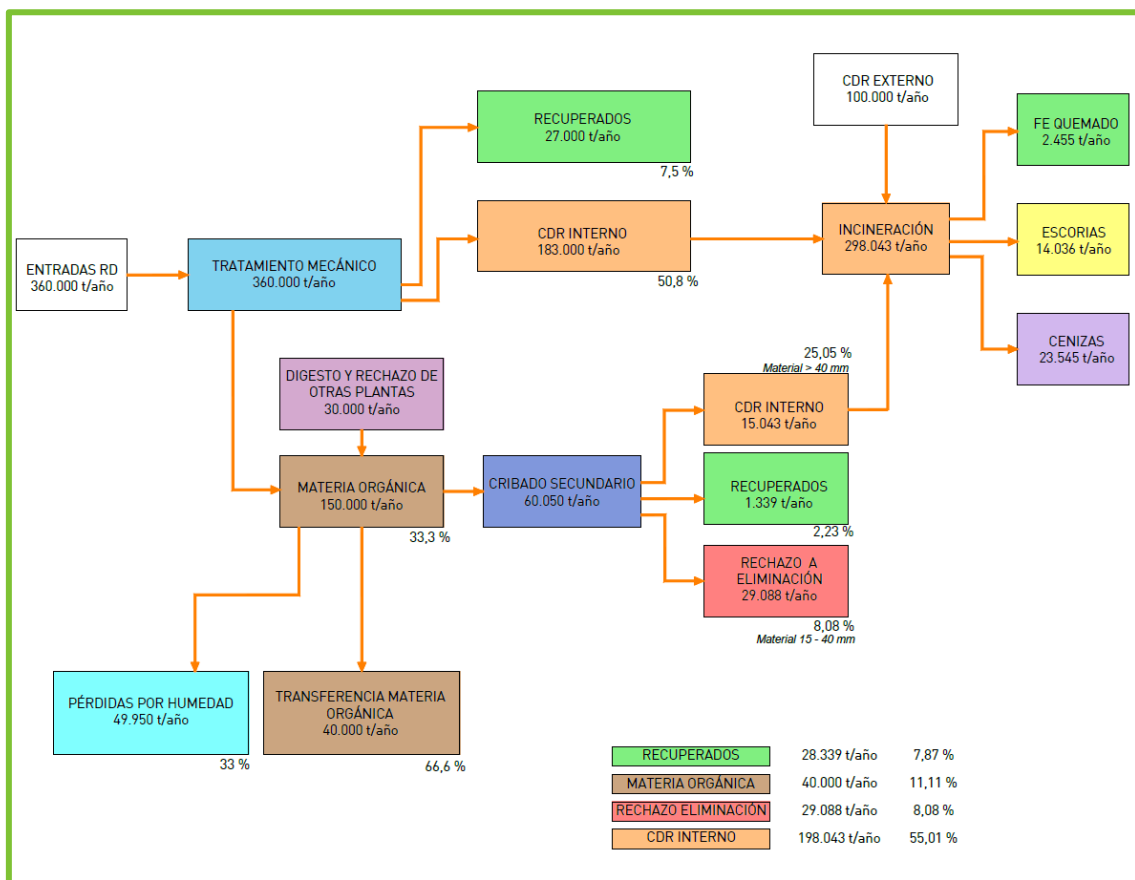 CDR EXTERNO
100.000 t/año
RECUPERADOS
27.000 t/año
7,5 %
FE QUEMADO
2.455 t/año
CDR INTERNO
183.000 t/año
50,8 %
INCINERACIÓN
298.043 t/año
ESCORIAS
14.036 t/año
ENTRADAS RD
360.000 t/año
TRATAMIENTO MECÁNICO
360.000 t/año
CENIZAS
23.545 t/año
DIGESTO Y RECHAZO DE
OTRAS PLANTAS
30.000 t/año
25,05 %
Material > 40 mm
CDR INTERNO
15.043 t/año
MATERIA ORGÁNICA
150.000 t/año
33,3 %
CRIBADO SECUNDARIO
60.050 t/año
RECUPERADOS
1.339 t/año
2,23 %
RECHAZO A
ELIMINACIÓN
29.088 t/año
8,08 %
Material 15 - 40 mm
PÉRDIDAS POR HUMEDAD
49.950 t/año
33 %
TRANSFERENCIA MATERIA
ORGÁNICA
40.000 t/año
66,6 %
RECUPERADOS 28.339 t/año 7,87 %
MATERIA ORGÁNICA 40.000 t/año 11,11 %
RECHAZO ELIMINACIÓN 29.088 t/año 8,08 %
CDR INTERNO 198.043 t/año 55,01 %